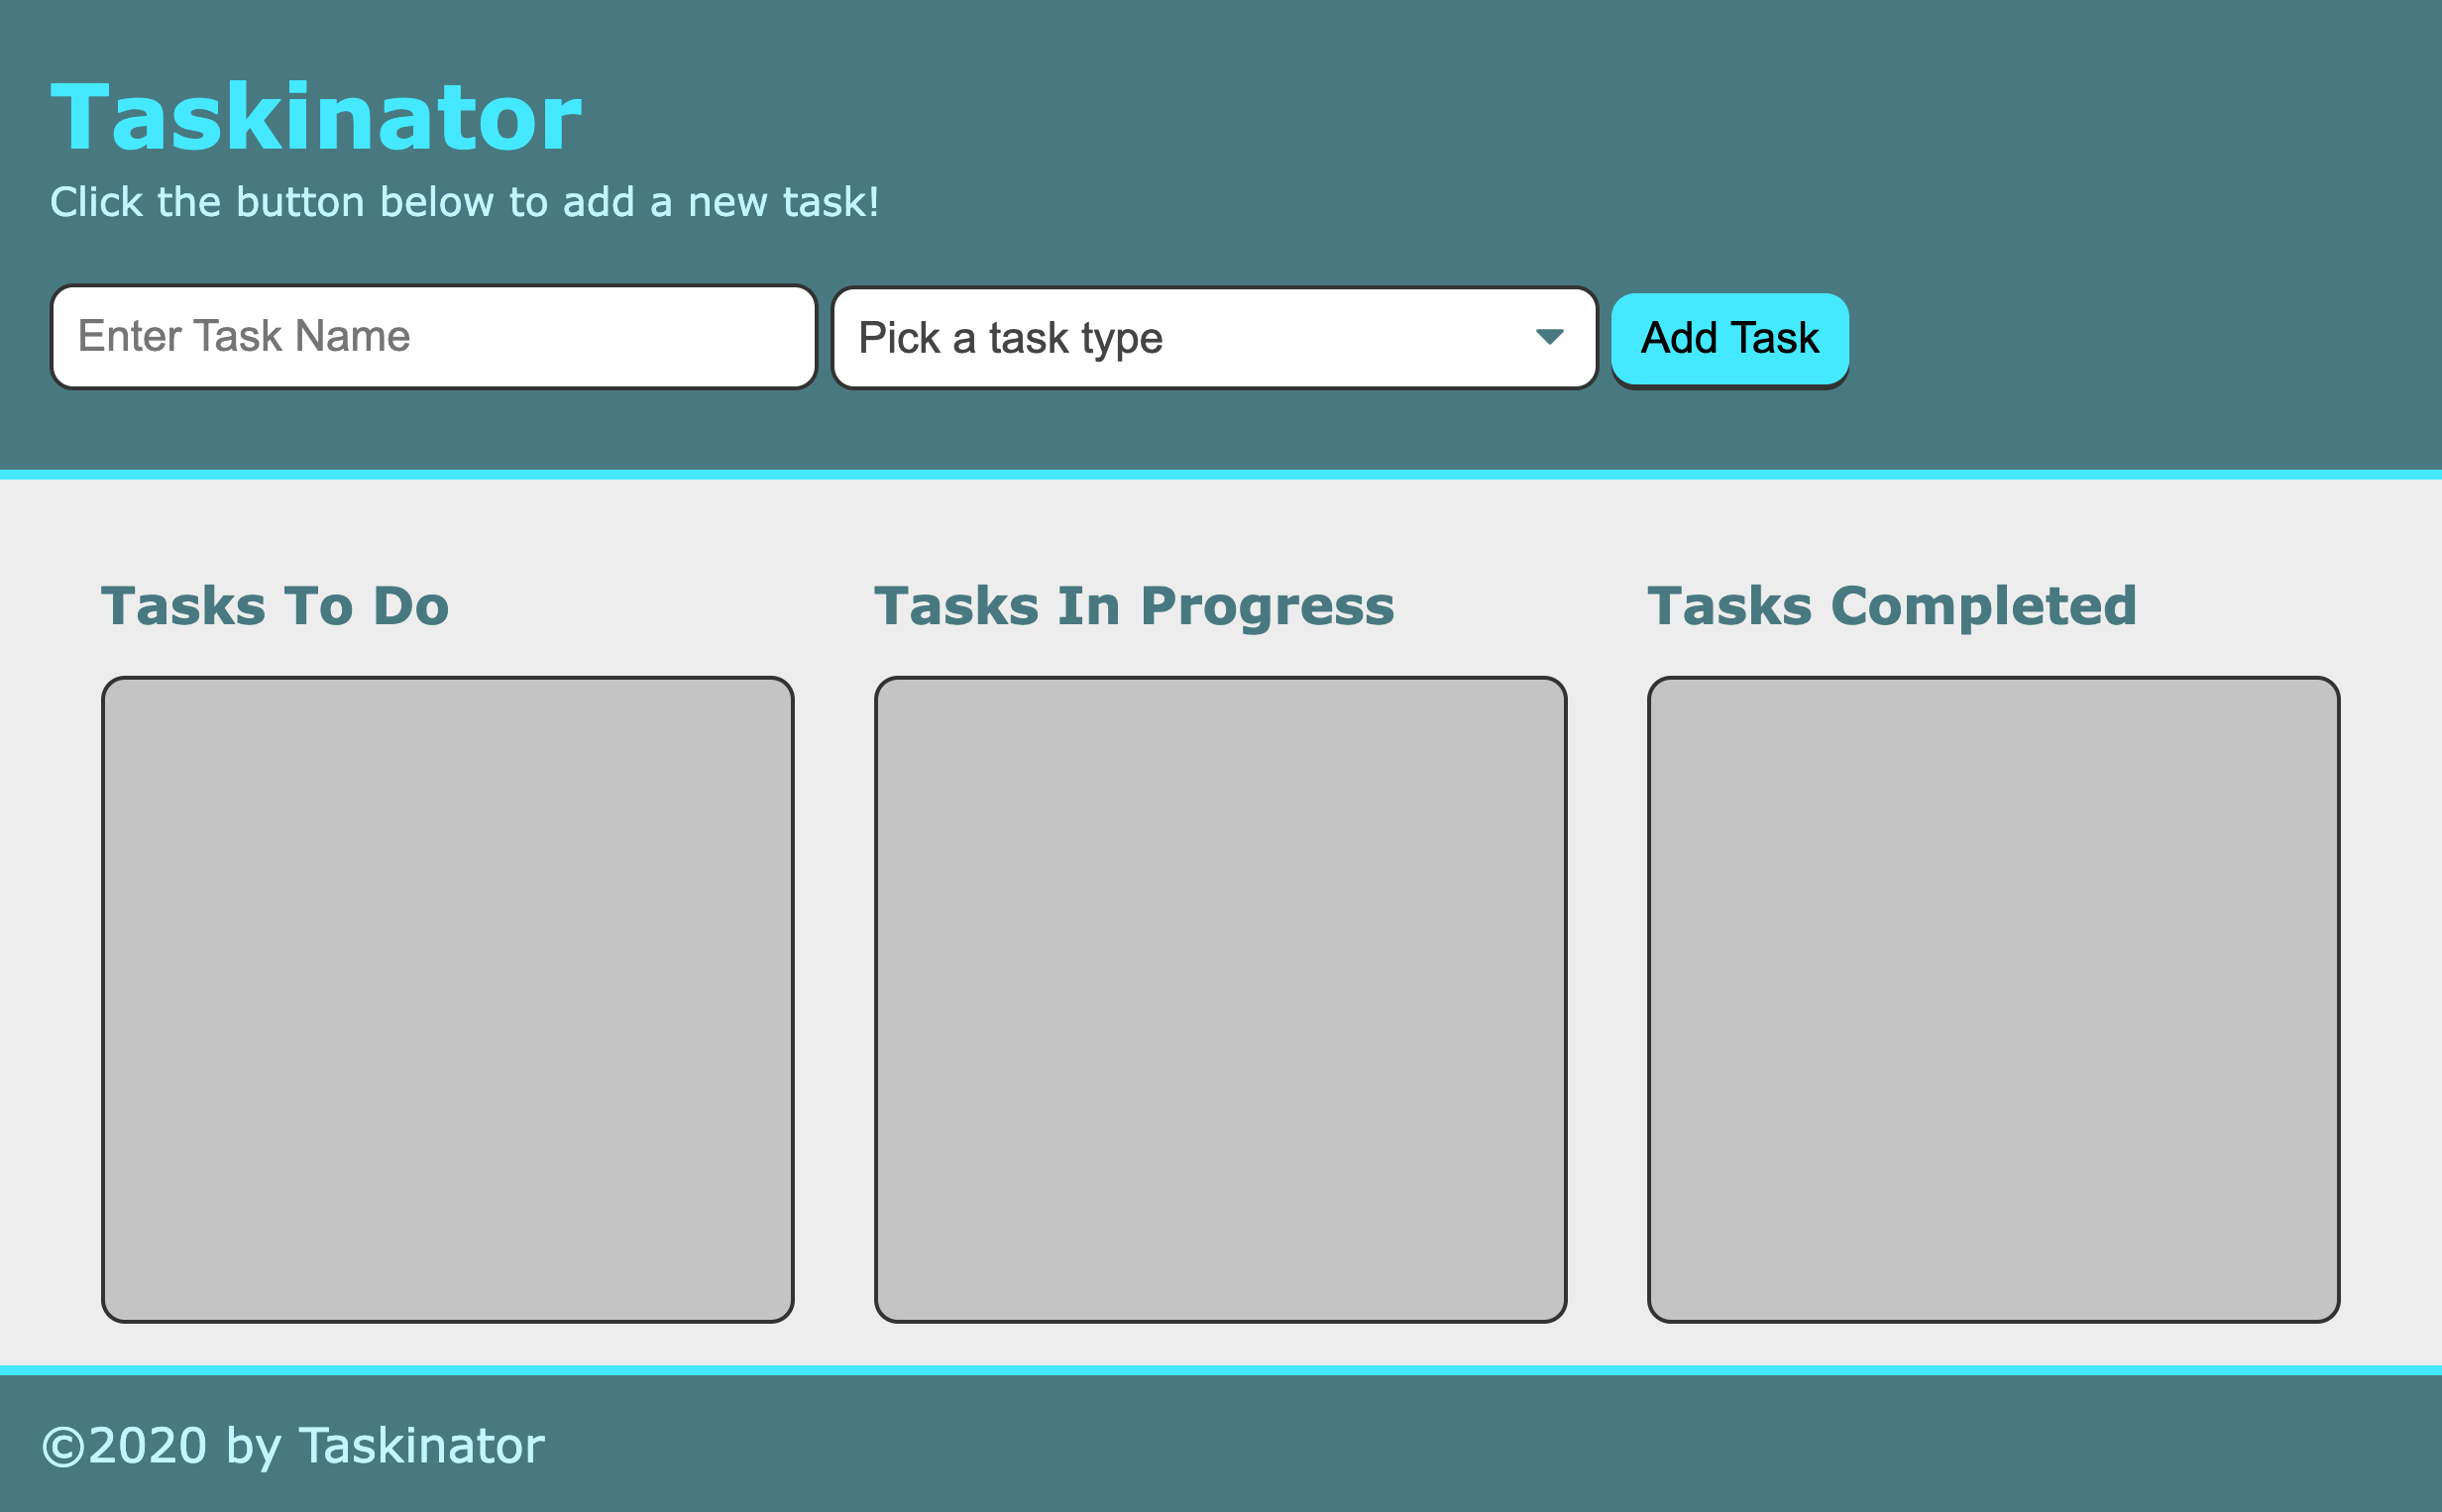 Taskinator
Click the button below to add a new task!
Enter Task Name
Pick a task type
Add Task
Tasks To Do
Tasks In Progress
Tasks Completed
©2020 by Taskinator